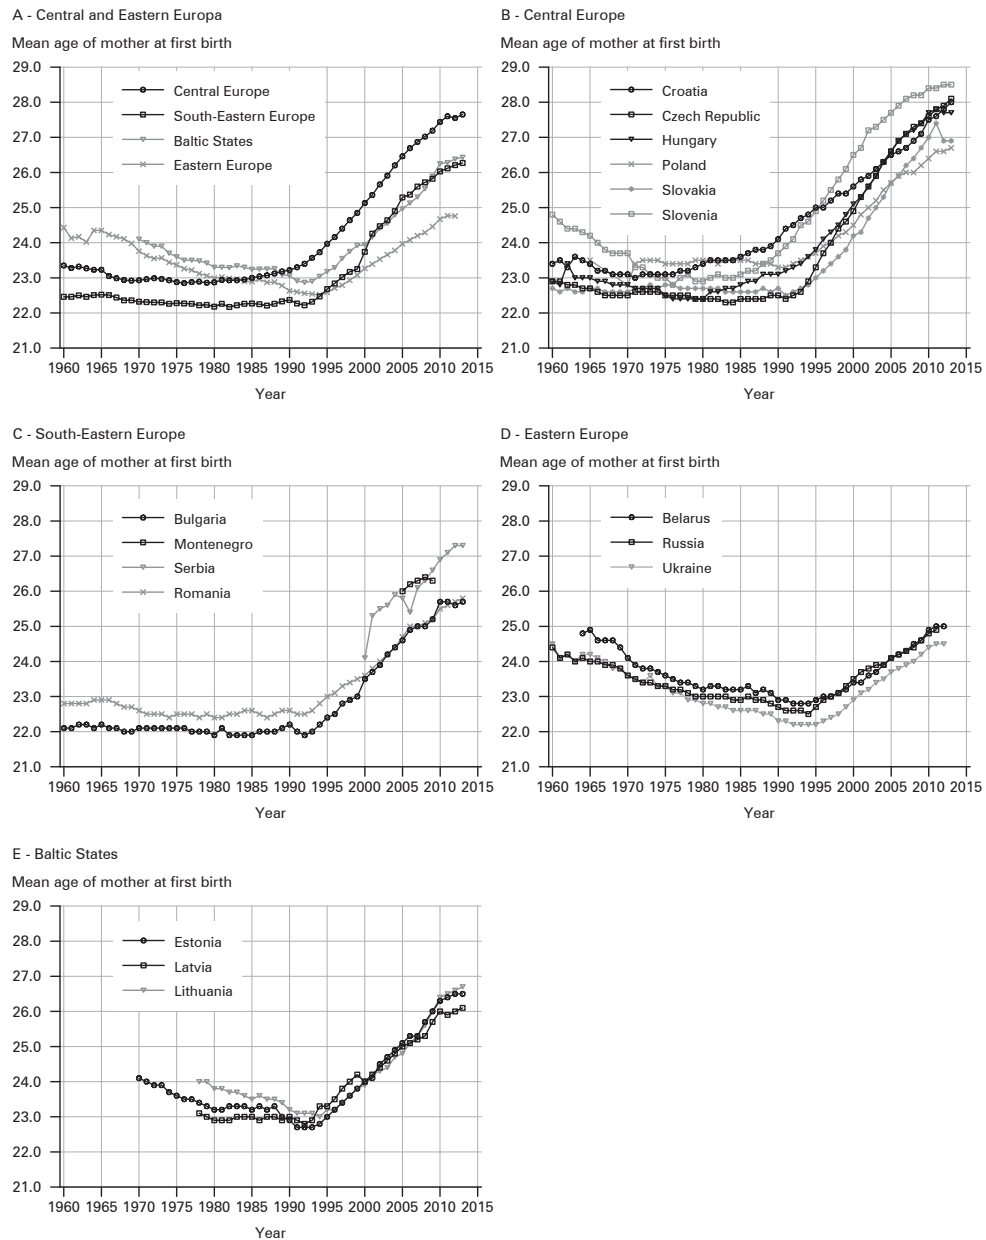 A - Central and Eastern Europa
Mean age of mother at first birth
29.0
28.0
27.0
26.0
25.0
24.0
23.0
22.0
21.0
Central Europe
South-Eastern Europe
Baltic States
Eastern Europe
1960 1965 1970 1975 1980 1985 1990 1995 2000 2005 2010 2015
Year
B - Central Europe
Mean age of mother at first birth
29.0
28.0
27.0
26.0
25.0
24.0
23.0
22.0
21.0
Croatia
Czech Republic
Hungary
Poland
Slovakia
Slovenia
1960 1965 1970 1975 1980 1985 1990 1995 2000 2005 2010 2015
Year
C - South-Eastern Europe
Mean age of mother at first birth
29.0
28.0
27.0
26.0
25.0
24.0
23.0
22.0
21.0
Bulgaria
Montenegro
Serbia
Romania
1960 1965 1970 1975 1980 1985 1990 1995 2000 2005 2010 2015
Year
D - Eastern Europe
Mean age of mother at first birth
29.0
28.0
27.0
26.0
25.0
24.0
23.0
22.0
21.0
Belarus
Russia
Ukraine
1960 1965 1970 1975 1980 1985 1990 1995 2000 2005 2010 2015
Year
E - Baltic States
Mean age of mother at first birth
29.0
28.0
27.0
26.0
25.0
24.0
23.0
22.0
21.0
Estonia
Latvia
Lithuania
1960 1965 1970 1975 1980 1985 1990 1995 2000 2005 2010 2015
Year